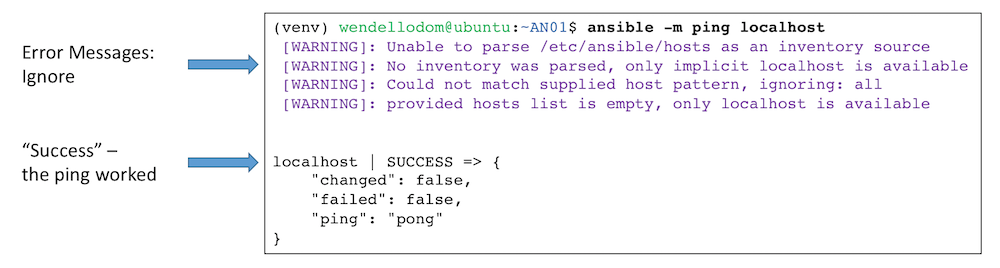 (venv) wendellodom@ubuntu:~AN01$ ansible -m ping localhost
Error Messages:
Ignore
[WARNING]: Unable to parse /etc/ansible/hosts as an inventory source
[WARNING]: No inventory was parsed, only implicit localhost is available
[WARNING]: Could not match supplied host pattern, ignoring: all
[WARNING]: provided hosts list is empty, only localhost is available
“Success” –
the ping worked
localhost | SUCCESS => {
    "changed": false,
    "failed": false,
    "ping": "pong"
}